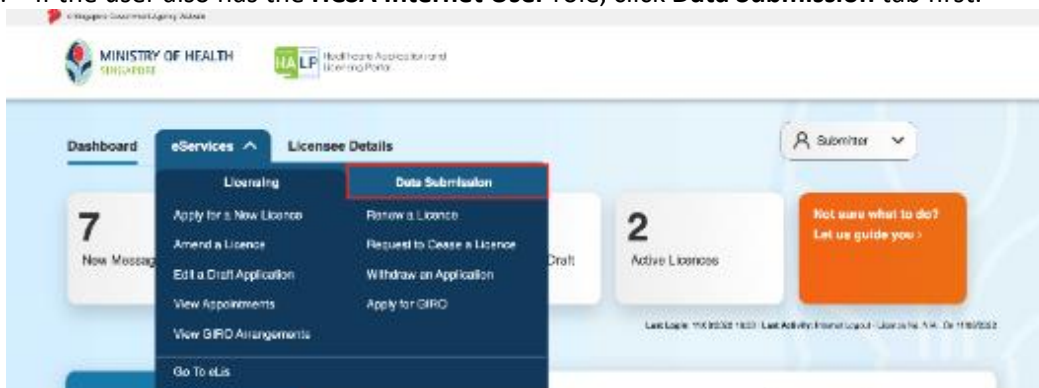 If the user also has the HCSA Internet User role, click Data Submission tab first.
MINISTRY OF HEALTH
SINGAPORE
HALP
Healthcare Application and
Licensing Portal
Dashboard
eServices
Licensee Details
Submitter
Licensing
Data Submission
7
New Messag
Apply for a New Licence
Renew a Licence
Amend a Licence
Request to Cease a Licence
Edit a Draft Application
Withdraw an Application
View Appointments
Apply for GIRO
View GIRO Arrangements
Go To eLis
Draft
2
Active Licences
Not sure what to do?
Let us guide you >